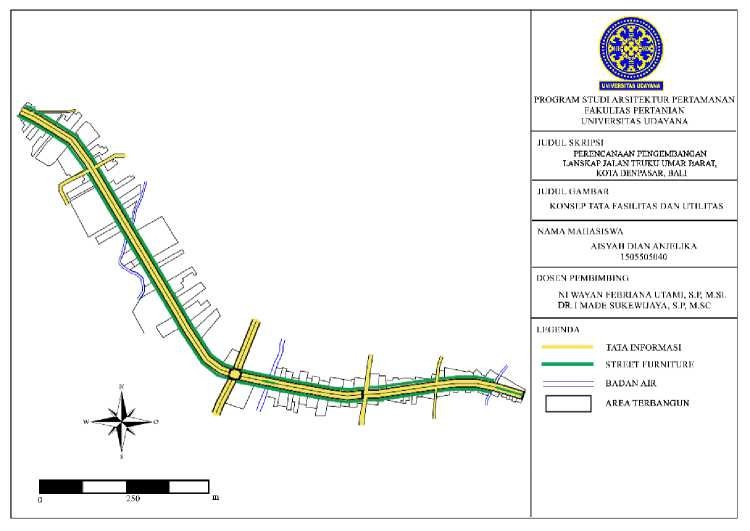 UNIVERSITAS UDAYANA
PROGRAM STUDI ARSITEKTUR PERTAMANAN
FAKULTAS PERTANIAN
UNIVERSITAS UDAYANA
JUDUL SKRIPSI
PERENCANAAN PENGEMBANGAN
LANSKAP JALAN TEUKU UMAR BARAT,
KOTA DENPASAR, BALI
JUDUL GAMBAR
KONSEP TATA FASILITAS DAN UTILITAS
NAMA MAHASISWA
AISYAH DIAN ANJELIKA
1505505040
DOSEN PEMBIMBING
NI WAYAN FEBRIANA UTAMI, S.P, M.SI.
DR. I MADE SUKEWIJAYA, S.P, M.SC
LEGENDA
TATA INFORMASI
STREET FURNITURE
BADAN AIR
AREA TERBANGUN
W O
S
0 250 m